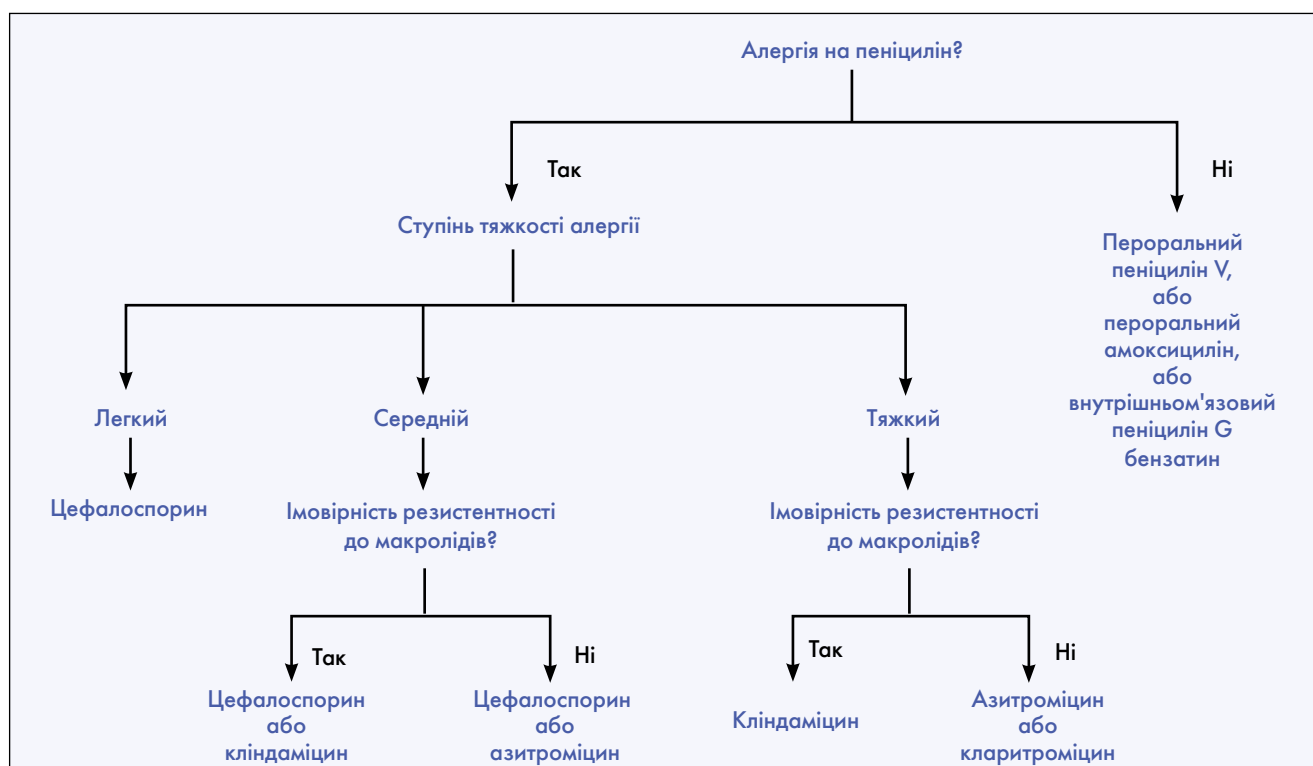 Алергія на пеніцилін?
Так
Ні
Ступінь тяжкості алергії
Пероральний
пеніцилін V,
або
пероральний
амоксицилін,
або
внутрішньом'язовий
пеніцилін G
бензатин
Легкий
Середній
Тяжкий
Цефалоспорин
Імовірність резистентності
до макролідів?
Імовірність резистентності
до макролідів?
Так
Ні
Так
Ні
Цефалоспорин
або
кліндаміцин
Цефалоспорин
або
азитроміцин
Кліндаміцин
Азитроміцин
або
кларитроміцин